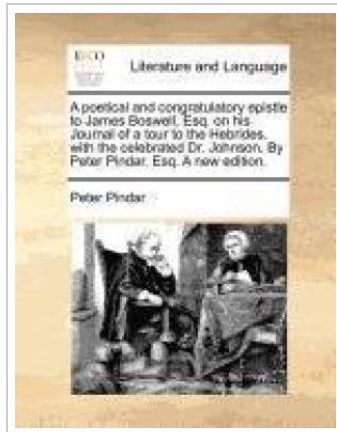 ECCO
Literature and Language
A poetical and congratulatory epistle
to James Boswell, Esq. on his
Journal of a tour to the Hebrides,
with the celebrated Dr. Johnson. By
Peter Pindar, Esq. A new edition.
Peter Pindar